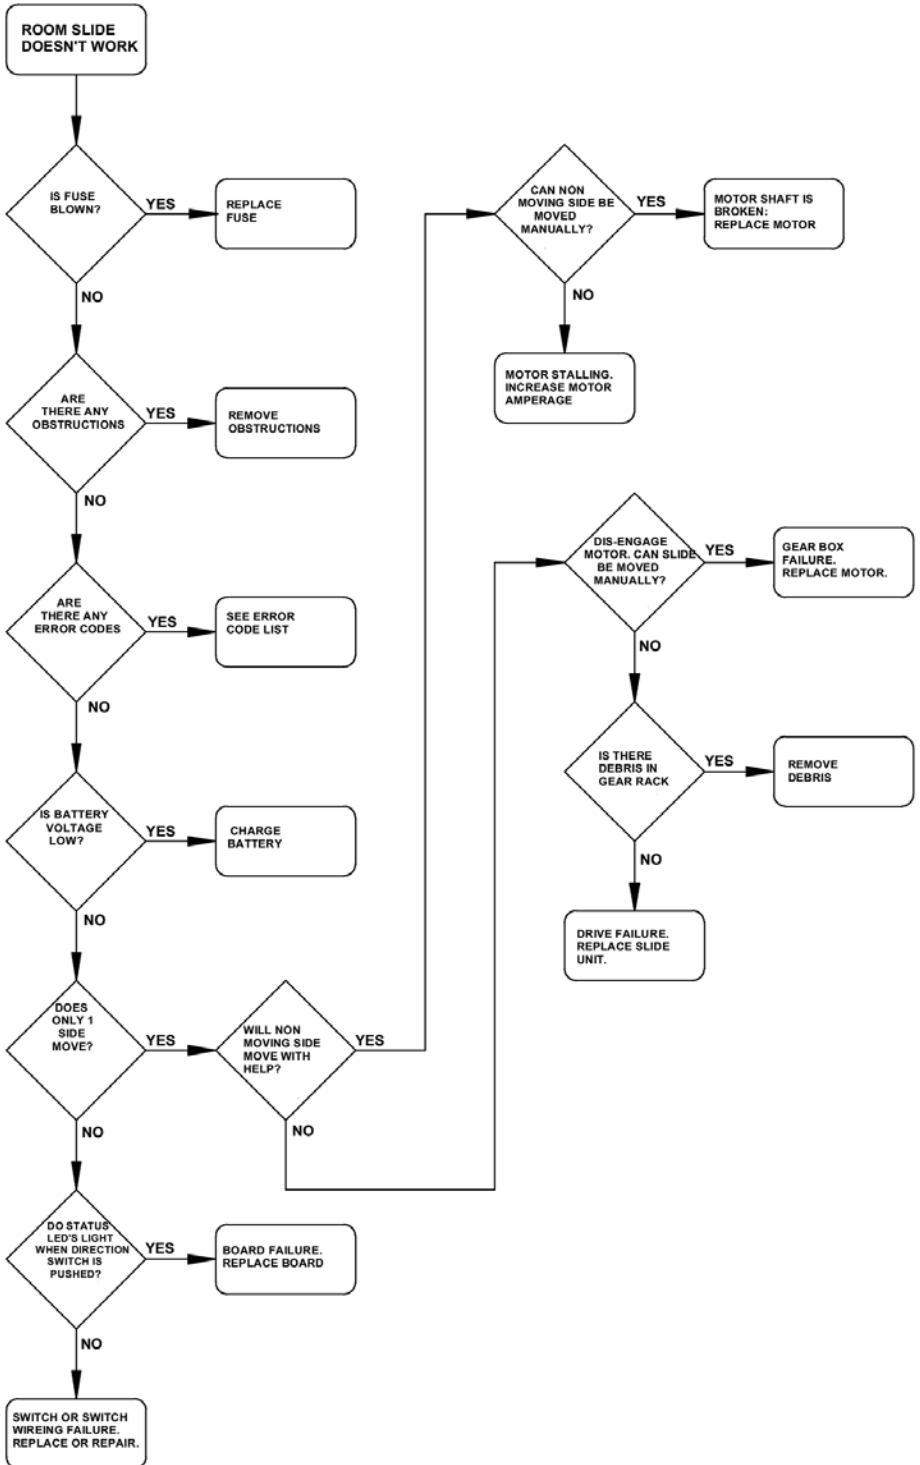 ROOM SLIDE
DOESN'T WORK
IS FUSE
BLOWN?
YES
REPLACE
FUSE
NO
ARE
THERE ANY
OBSTRUCTIONS
YES
REMOVE
OBSTRUCTIONS
NO
ARE
THERE ANY
ERROR CODES
YES
SEE ERROR
CODE LIST
NO
IS BATTERY
VOLTAGE
LOW?
YES
CHARGE
BATTERY
NO
DOES
ONLY 1
SIDE
MOVE?
YES
WILL NON
MOVING SIDE
MOVE WITH
HELP?
YES
NO
NO
DO STATUS
LED'S LIGHT
WHEN DIRECTION
SWITCH IS
PUSHED?
YES
BOARD FAILURE.
REPLACE BOARD
NO
SWITCH OR SWITCH
WIREING FAILURE.
REPLACE OR REPAIR.
CAN NON
MOVING SIDE BE
MOVED
MANUALLY?
YES
MOTOR SHAFT IS
BROKEN:
REPLACE MOTOR
NO
MOTOR STALLING.
INCREASE MOTOR
AMPERAGE
DIS-ENGAGE
MOTOR. CAN SLIDE
BE MOVED
MANUALLY?
YES
GEAR BOX
FAILURE.
REPLACE MOTOR.
NO
IS THERE
DEBRIS IN
GEAR RACK
YES
REMOVE
DEBRIS
NO
DRIVE FAILURE.
REPLACE SLIDE
UNIT.